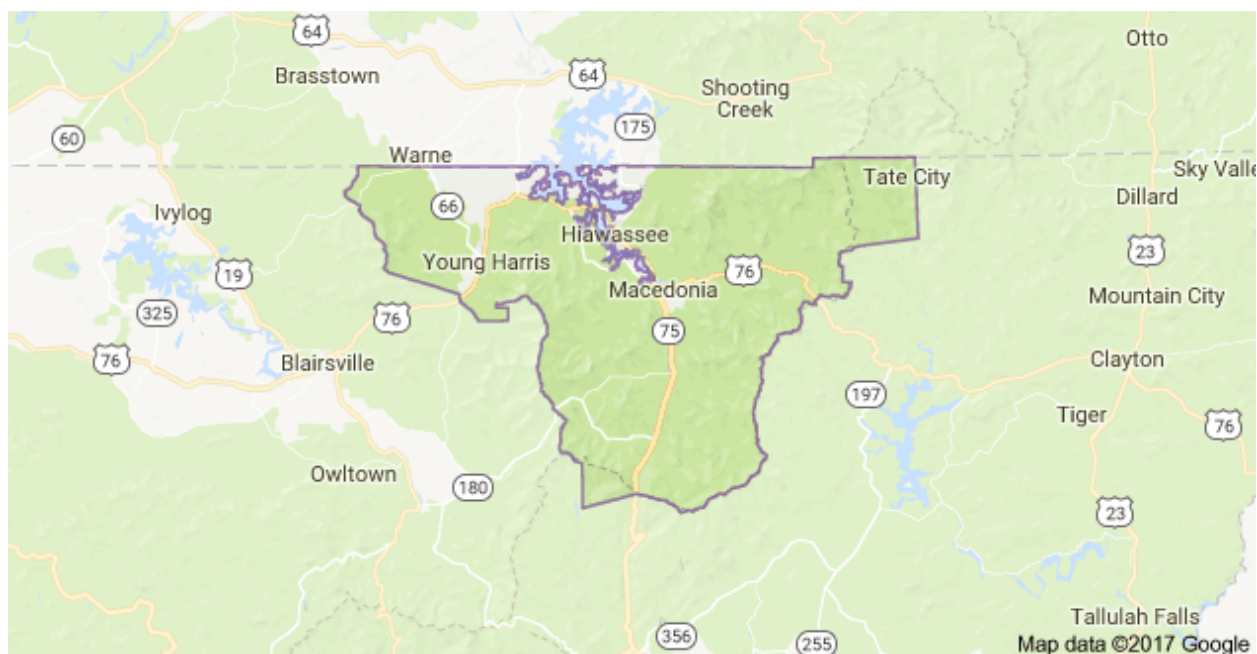 64
Otto
Brasstown
64
Shooting
Creek
175
60
Warne
Sky Valle
Tate City
Dillard
66
Ivylog
Hiawassee
23
Young Harris
19
76
Macedonia
Mountain City
325
76
75
76
Blairsville
Clayton
197
Tiger
76
Owltown
180
23
Tallulah Falls
356
255
Map data ©2017 Google